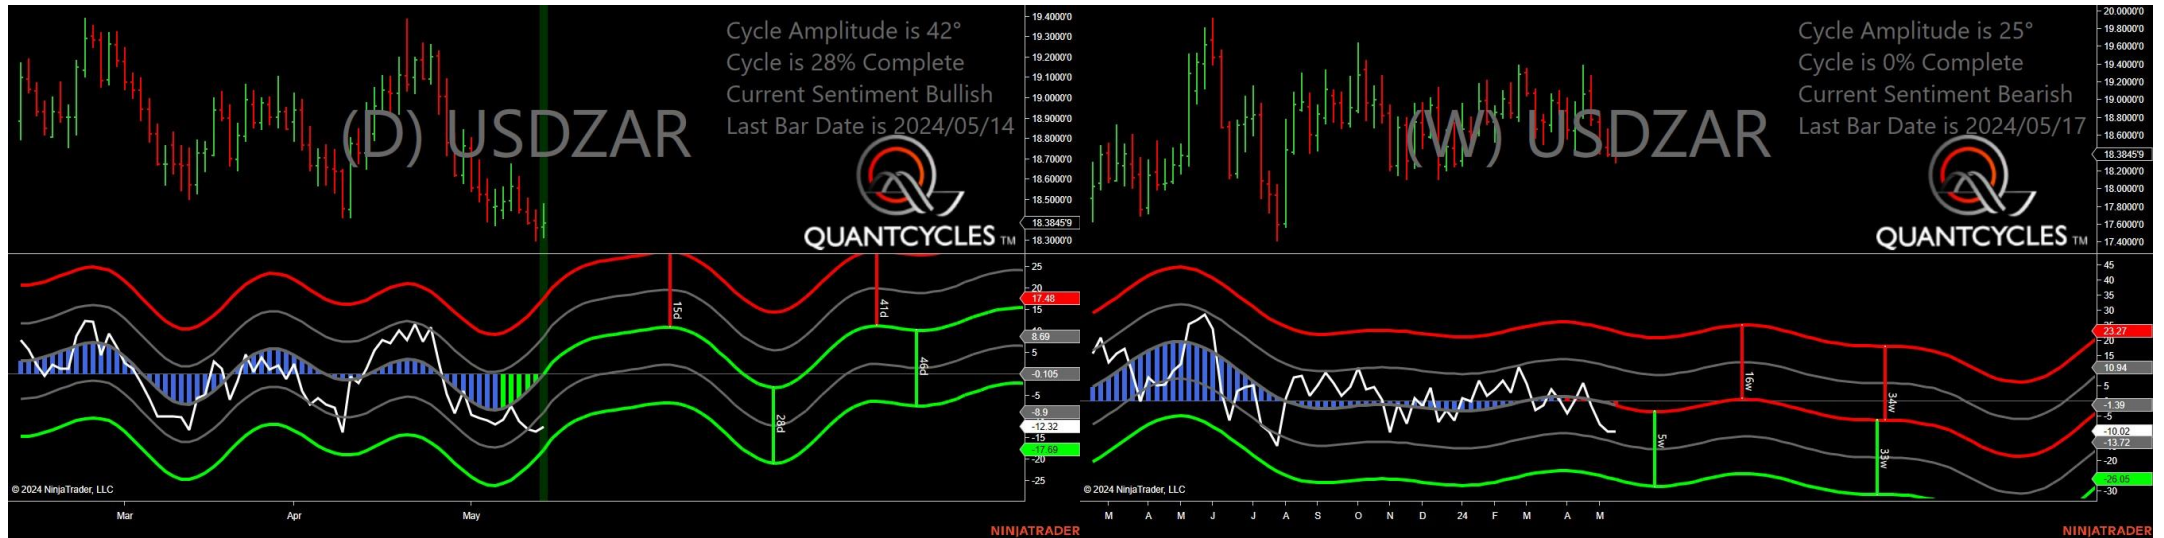 Cycle Amplitude is 42°
Cycle is 28% Complete
Current Sentiment Bullish
Last Bar Date is 2024/05/14
(D) USDZAR
QUANTCYCLES TM
19.4000'0
19.3000'0
19.2000'0
19.1000'0
19.0000'0
18.9000'0
18.8000'0
18.7000'0
18.6000'0
18.5000'0
18.3845'9
18.3000'0
25
20
17.48
15
8.69
5
-0.105
-5
-8.9
-12.32
-15
-17.69
-20
-25
15d
28d
41d
46d
© 2024 NinjaTrader, LLC
Mar
Apr
May
NINJATRADER
Cycle Amplitude is 25°
Cycle is 0% Complete
Current Sentiment Bearish
Last Bar Date is 2024/05/17
(W) USDZAR
QUANTCYCLES TM
20.0000'0
19.8000'0
19.6000'0
19.4000'0
19.2000'0
19.0000'0
18.8000'0
18.6000'0
18.3845'9
18.2000'0
18.0000'0
17.8000'0
17.6000'0
17.4000'0
45
40
35
30
23.27
20
15
10.94
5
-1.39
-5
-10.02
-13.72
-20
-26.05
-30
5w
16w
34w
33w
© 2024 NinjaTrader, LLC
M A M J J A S O N D 24 F M A M
NINJATRADER